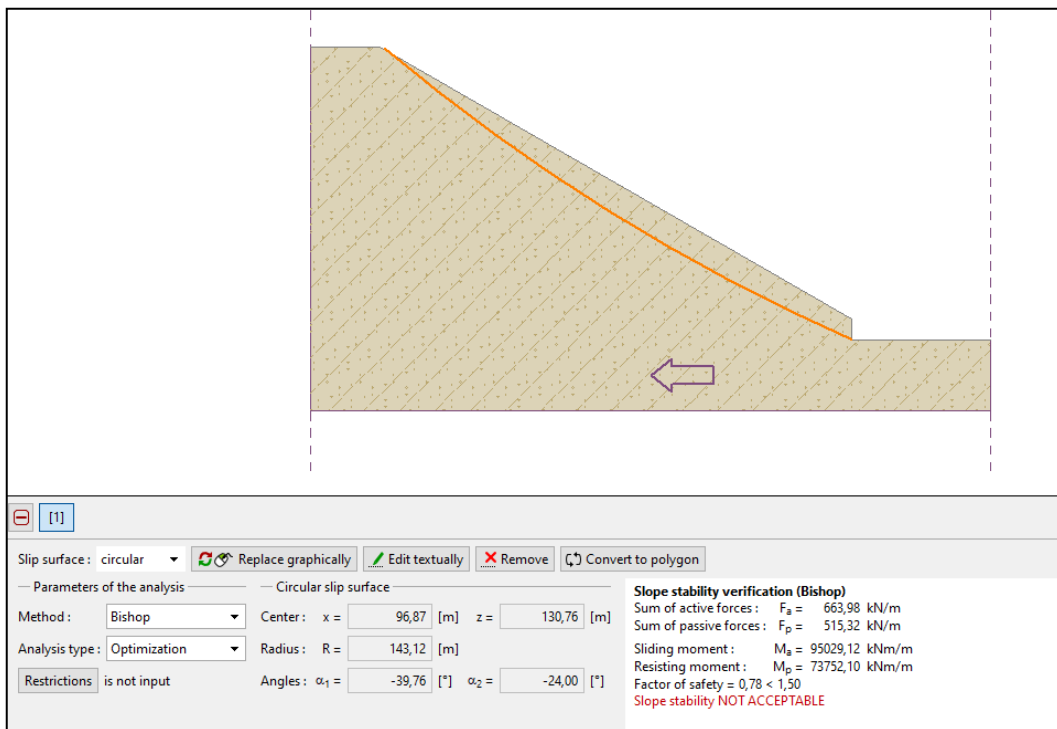 [1]
Slip surface : circular Replace graphically Edit textually Remove Convert to polygon
Parameters of the analysis
Method : Bishop
Analysis type : Optimization
Restrictions is not input
Circular slip surface
Center : x = 96,87 [m] z = 130,76 [m]
Radius : R = 143,12 [m]
Angles : α1 = -39,76 [°] α2 = -24,00 [°]
Slope stability verification (Bishop)
Sum of active forces : Fa = 663,98 kN/m
Sum of passive forces : Fp = 515,32 kN/m
Sliding moment : Ma = 95029,12 kNm/m
Resisting moment : Mp = 73752,10 kNm/m
Factor of safety = 0,78 < 1,50
Slope stability NOT ACCEPTABLE